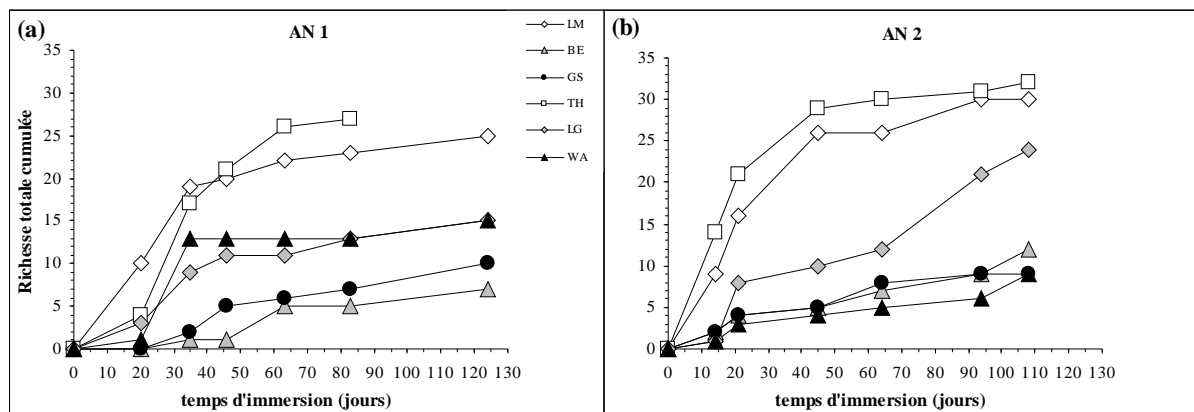 (a)
AN 1
Richesse totale cumulée
35
30
25
20
15
10
5
0
0 10 20 30 40 50 60 70 80 90 100 110 120 130
temps d'immersion (jours)
LM
BE
GS
TH
LG
WA
(b)
AN 2
35
30
25
20
15
10
5
0
0 10 20 30 40 50 60 70 80 90 100 110 120 130
temps d'immersion (jours)